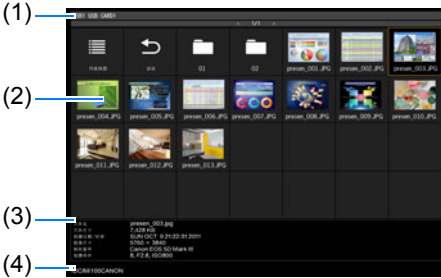 (1)
001 USB CARD1
1/1
01
02
presen_001.JPG
presen_002.JPG
presen_003.JPG
(2)
presen_004.JPG
presen_005.JPG
presen_006.JPG
presen_007.JPG
presen_008.JPG
presen_009.JPG
presen_010.JPG
presen_011.JPG
presen_012.JPG
presen_013.JPG
(3)
presen_003.jpg
7,428 KB
SUN OCT 9 21:22:31 2011
5760 × 3840
Canon EOS 5D Mark III
8, F2.8, ISO800
(4)
DCIM/100CANON